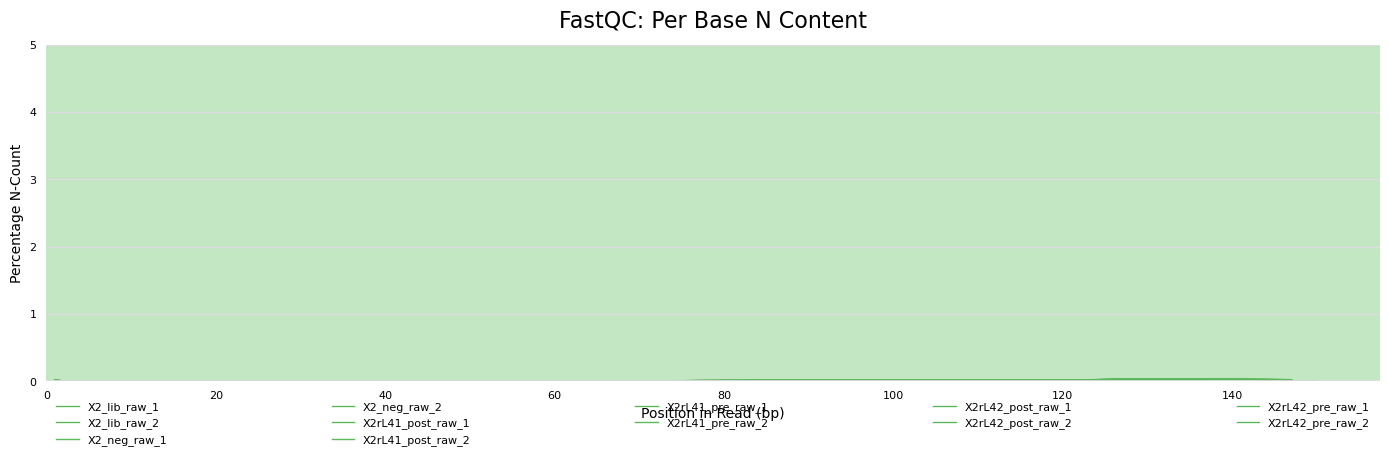 FastQC: Per Base N Content
5
4
3
2
1
0
Percentage N-Count
0 20 40 60 80 100 120 140
Position in Read (bp)
X2_lib_raw_1 X2_neg_raw_2 X2rL41_pre_raw_1 X2rL42_post_raw_1 X2rL42_pre_raw_1
X2_lib_raw_2 X2rL41_post_raw_1 X2rL41_pre_raw_2 X2rL42_post_raw_2 X2rL42_pre_raw_2
X2_neg_raw_1 X2rL41_post_raw_2